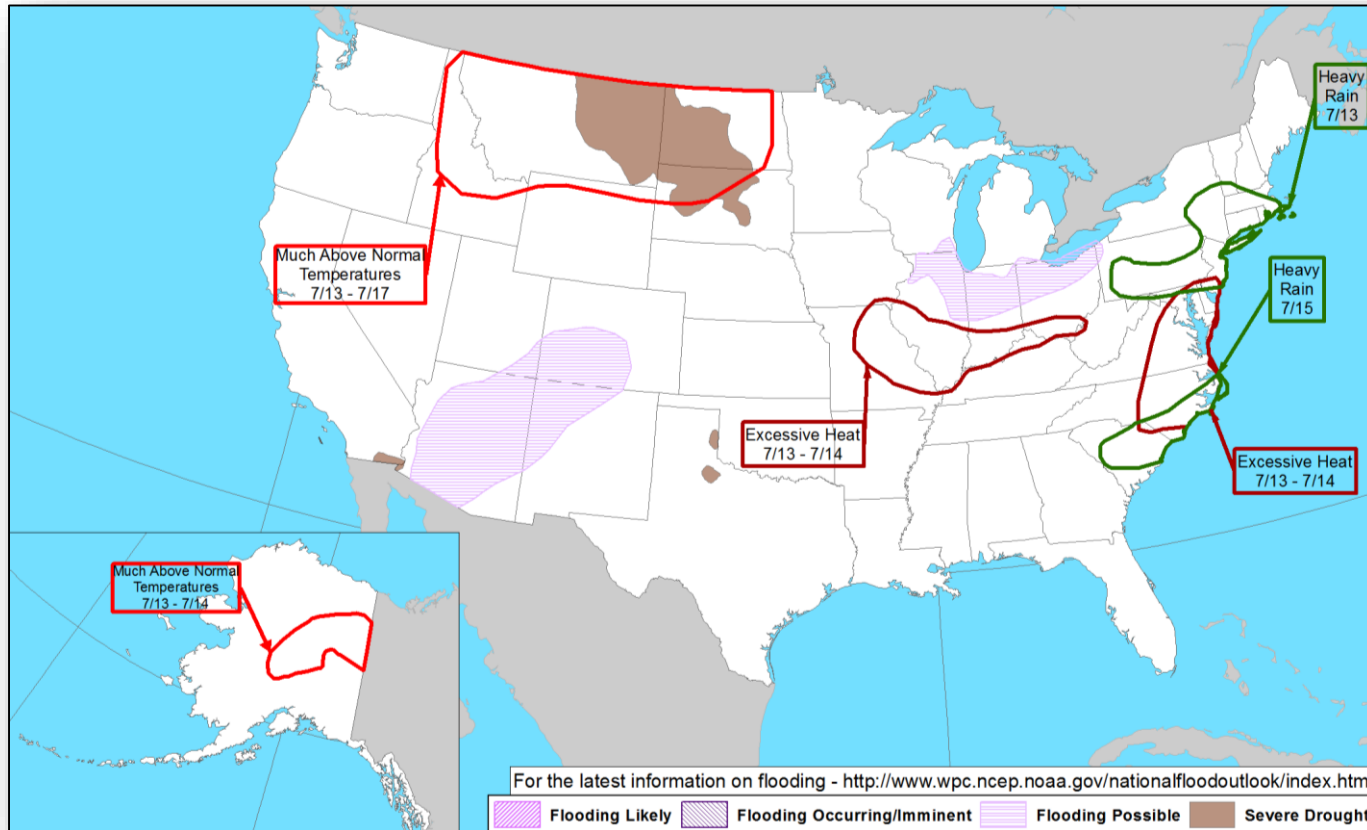 Heavy
Rain
7/13
Much Above Normal
Temperatures
7/13 - 7/17
Heavy
Rain
7/15
Excessive Heat
7/13 - 7/14
Excessive Heat
7/13 - 7/14
Much Above Normal
Temperatures
7/13 - 7/14
For the latest information on flooding - http://www.wpc.ncep.noaa.gov/nationalfloodoutlook/index.htm
Flooding Likely Flooding Occurring/Imminent Flooding Possible Severe Drought